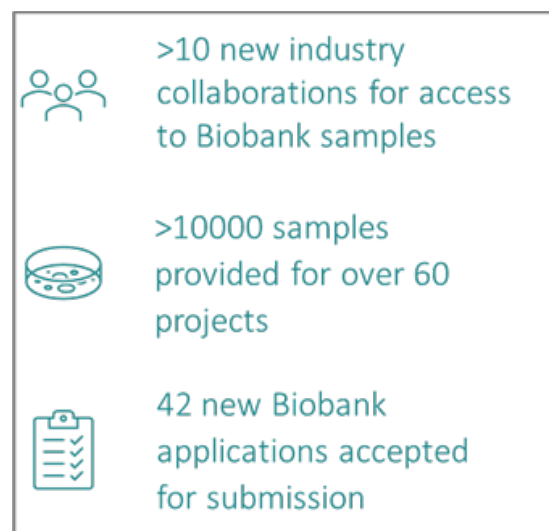 >10 new industry
collaborations for access
to Biobank samples
>10000 samples
provided for over 60
projects
42 new Biobank
applications accepted
for submission